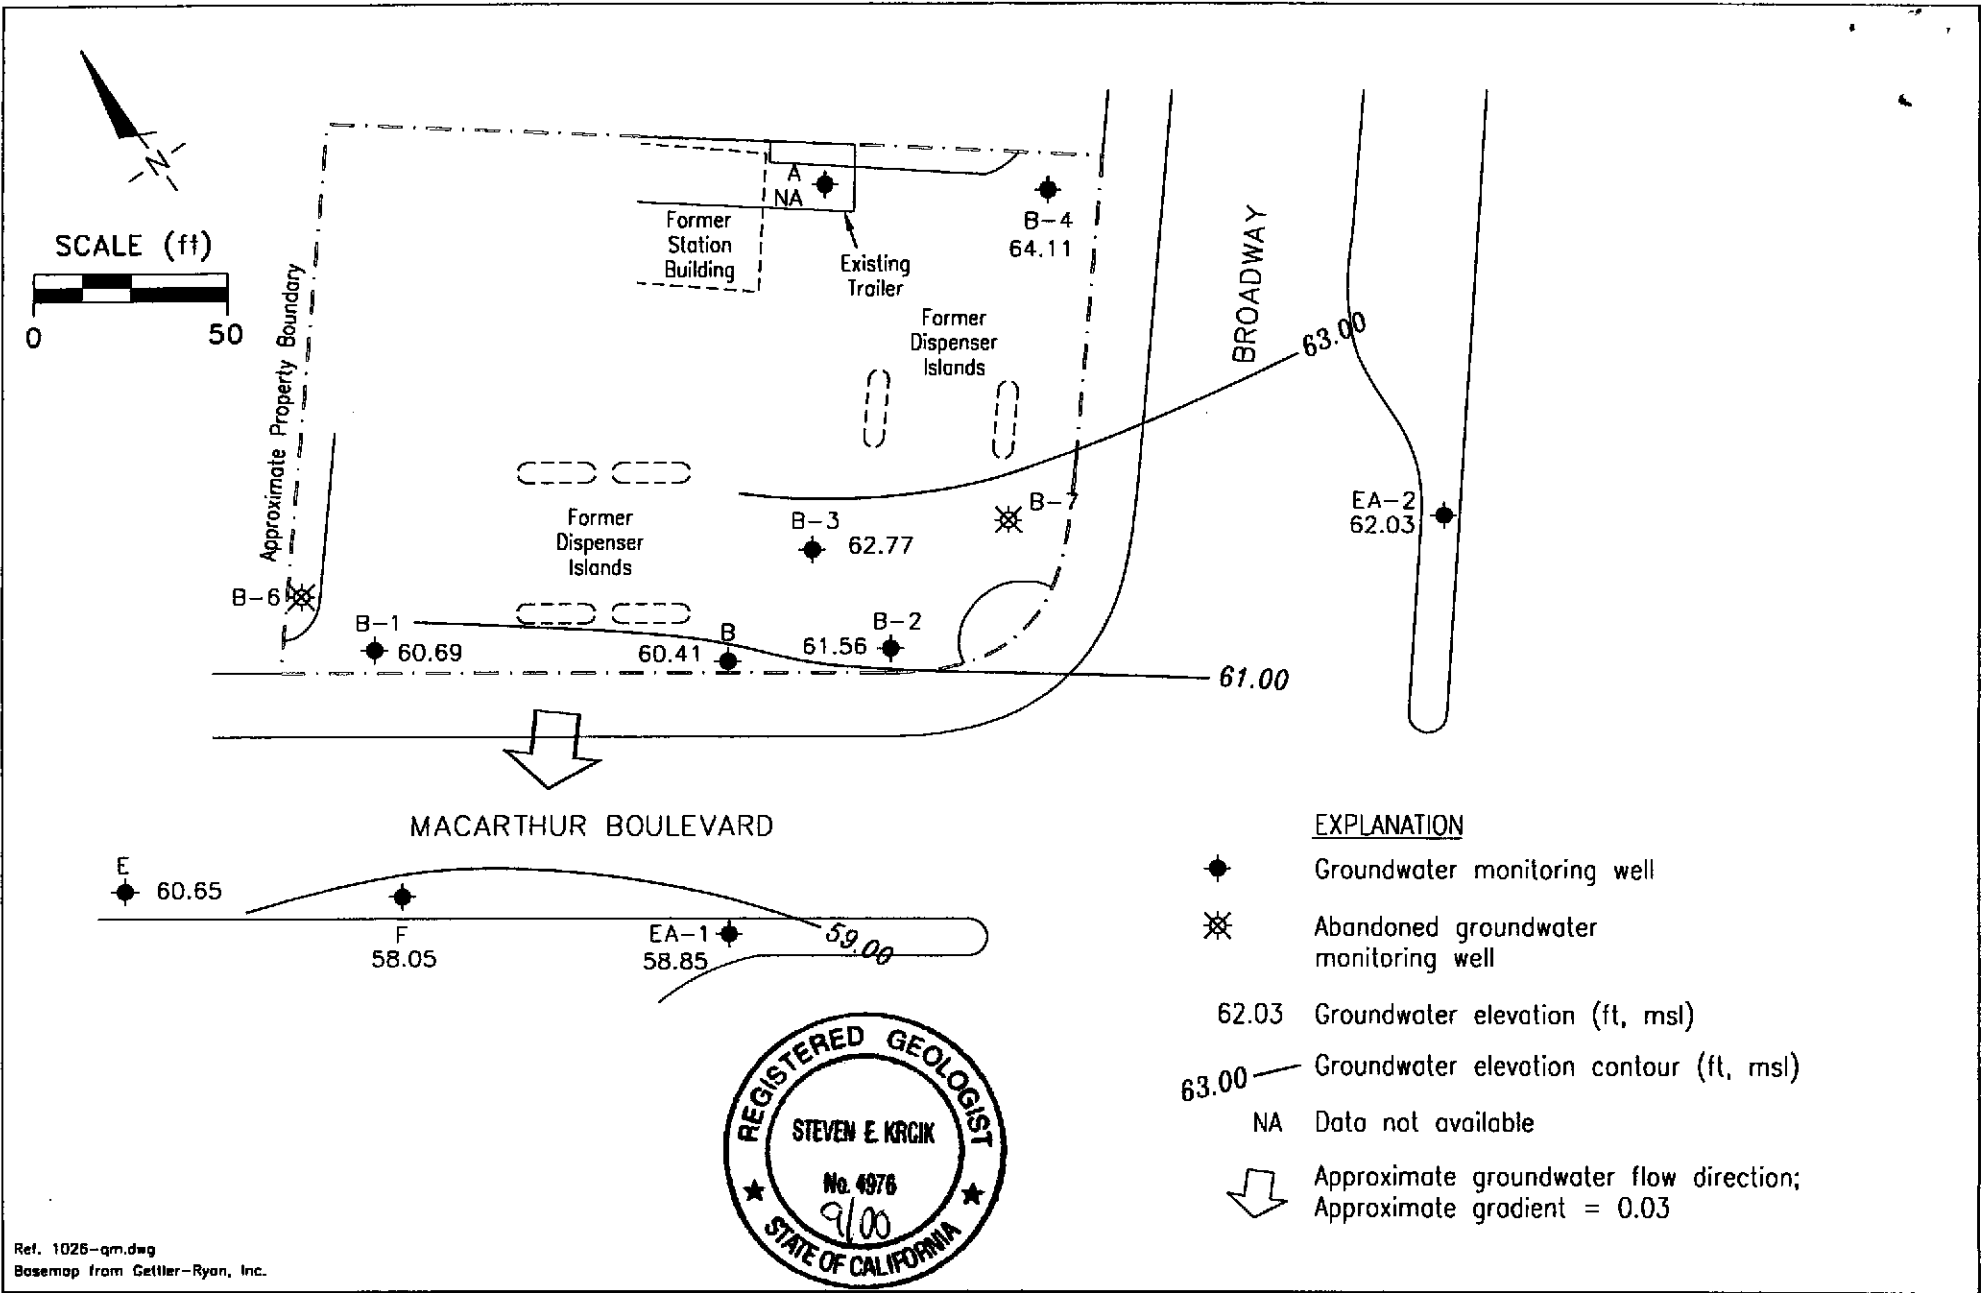 N
SCALE (ft)
0 50
Approximate Property Boundary
A
NA
Former
Station
Building
Existing
Trailer
B-4
64.11
BROADWAY
Former
Dispenser
Islands
63.00
B-7
EA-2
62.03
B-3
62.77
Former
Dispenser
Islands
B-6
B-1
60.69
B
60.41
B-2
61.56
61.00
MACARTHUR BOULEVARD
E
60.65
F
58.05
EA-1
58.85
59.00
EXPLANATION
Groundwater monitoring well
Abandoned groundwater
monitoring well
62.03 Groundwater elevation (ft, msl)
63.00 Groundwater elevation contour (ft, msl)
NA Data not available
Approximate groundwater flow direction;
Approximate gradient = 0.03
REGISTERED GEOLOGIST
STEVEN E. KRCIK
No. 4976
9/00
STATE OF CALIFORNIA
Ref. 1026-qm.dwg
Basemap from Gettler-Ryan, Inc.